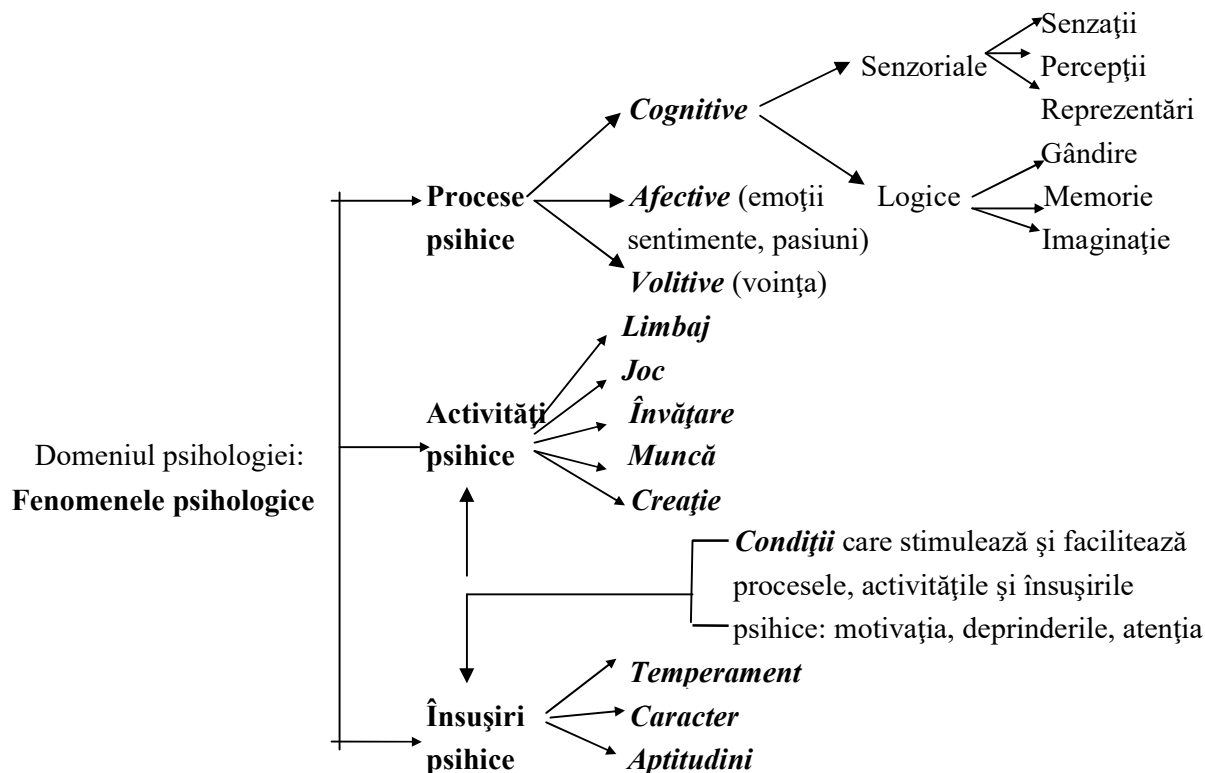 Senzaţii
Senzoriale
Percepţii
Cognitive
Reprezentări
Gândire
Procese
psihice
Afective (emoţii
sentimente, pasiuni)
Logice
Memorie
Imaginaţie
Volitive (voinţa)
Limbaj
Joc
Activităţi
psihice
Învăţare
Domeniul psihologiei:
Fenomenele psihologice
Muncă
Creaţie
Condiţii care stimulează şi facilitează
procesele, activităţile şi însuşirile
psihice: motivaţia, deprinderile, atenţia
Temperament
Însuşiri
psihice
Caracter
Aptitudini